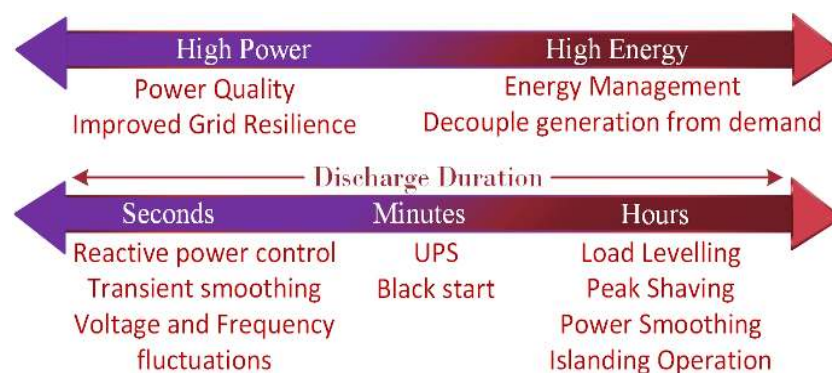 High Power High Energy
Power Quality Energy Management
Improved Grid Resilience Decouple generation from demand
Discharge Duration
Seconds Minutes Hours
Reactive power control UPS Load Levelling
Transient smoothing Black start Peak Shaving
Voltage and Frequency Power Smoothing
fluctuations Islanding Operation